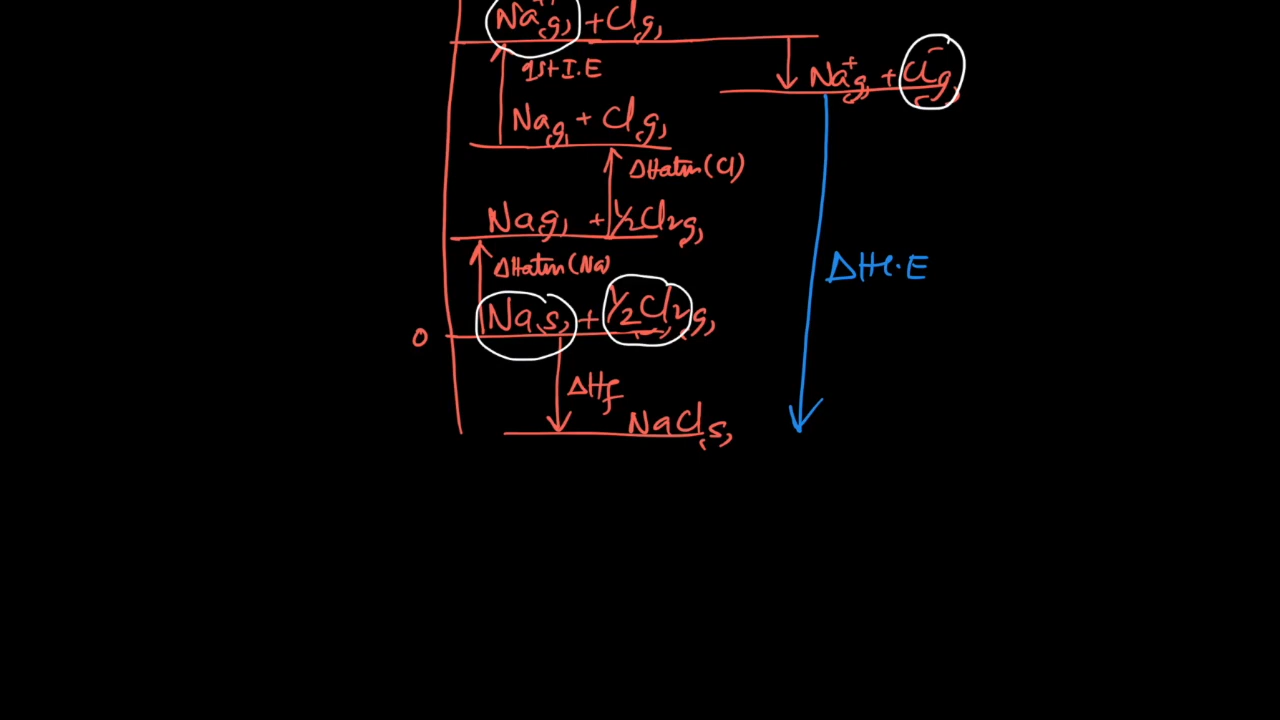 Na⁺(g) + Cl(g)
1st I.E
Na⁺(g) + Cl⁻(g)
Na(g) + Cl(g)
ΔHatm(Cl)
Na(g) + ½Cl₂(g)
ΔHatm(Na)
ΔHL.E
Na(s) + ½Cl₂(g)
0
ΔHf
NaCl(s)